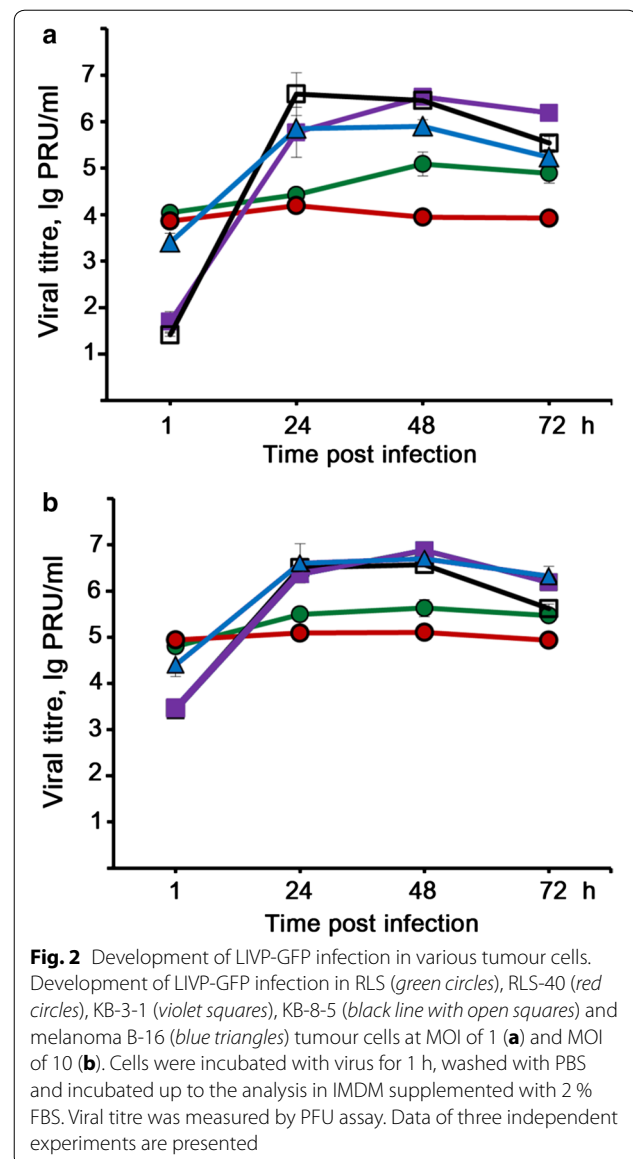 a
Viral titre, lg PRU/ml
7
6
5
4
3
2
1
1 24 48 72 h
Time post infection
b
Viral titre, lg PRU/ml
7
6
5
4
3
2
1
1 24 48 72 h
Time post infection
Fig. 2 Development of LIVP-GFP infection in various tumour cells.
Development of LIVP-GFP infection in RLS (green circles), RLS-40 (red
circles), KB-3-1 (violet squares), KB-8-5 (black line with open squares) and
melanoma B-16 (blue triangles) tumour cells at MOI of 1 (a) and MOI
of 10 (b). Cells were incubated with virus for 1 h, washed with PBS
and incubated up to the analysis in IMDM supplemented with 2 %
FBS. Viral titre was measured by PFU assay. Data of three independent
experiments are presented